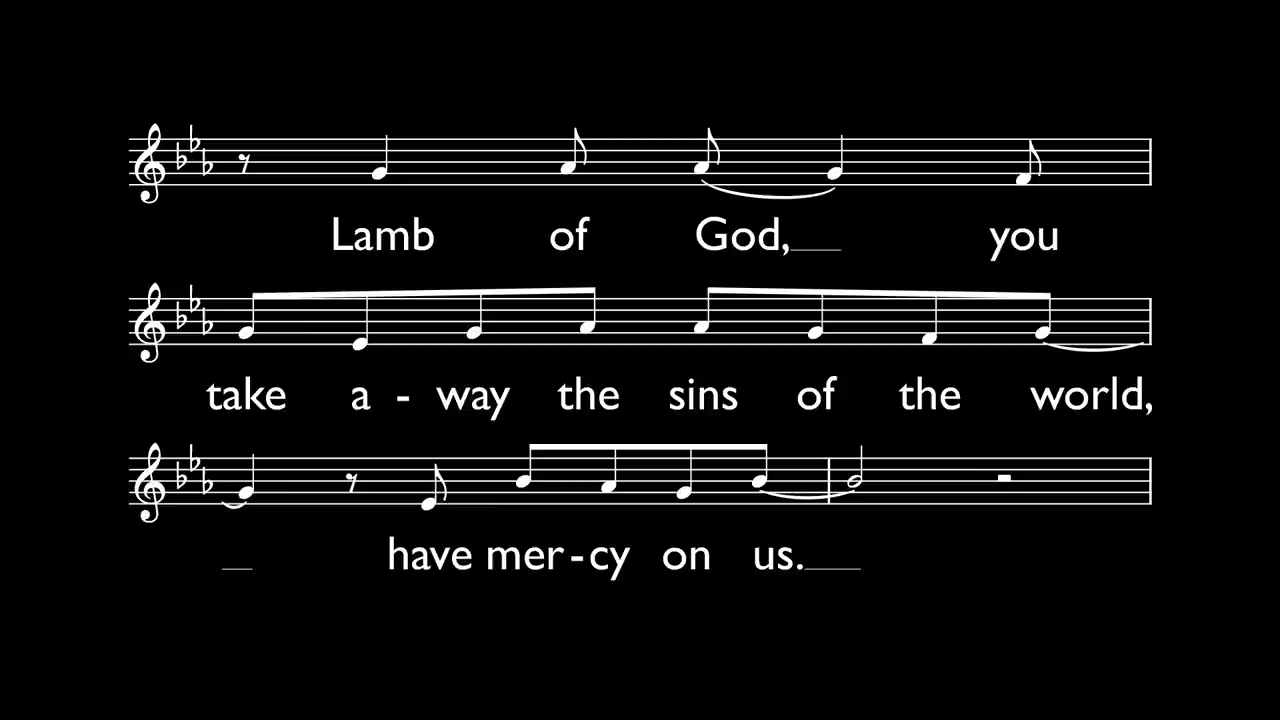 Lamb of God, you
take a - way the sins of the world,
have mer - cy on us.